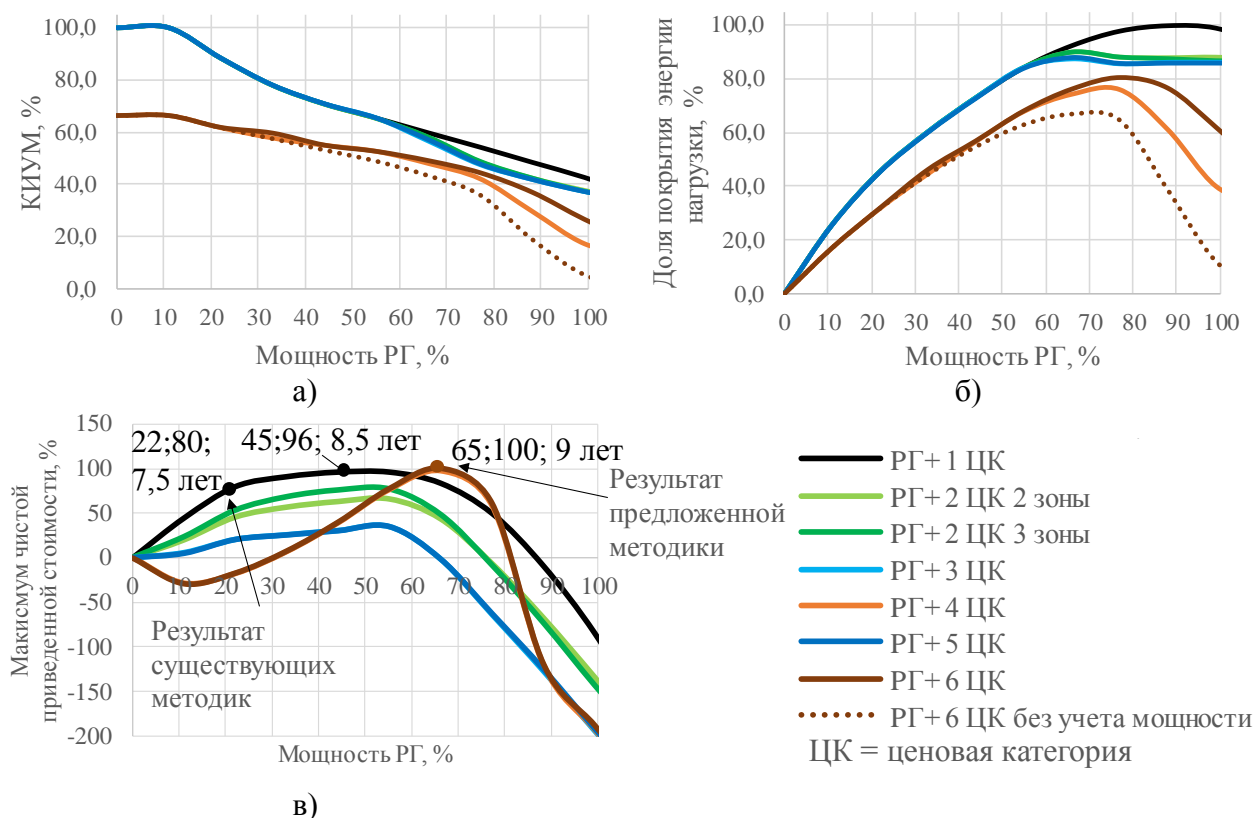 КИУМ, %
100,0
80,0
60,0
40,0
20,0
0,0
0 10 20 30 40 50 60 70 80 90 100
Мощность РГ, %
а)
Доля покрытия энергии
нагрузки, %
100,0
80,0
60,0
40,0
20,0
0,0
0 10 20 30 40 50 60 70 80 90 100
Мощность РГ, %
б)
Макисмум чистой
приведенной стоимости, %
150
100
50
0
-50
-100
-150
-200
0 10 20 30 40 50 60 70 80 90 100
22;80;
7,5 лет
45;96; 8,5 лет
65;100; 9 лет
Результат
предложенной
методики
Результат
существующих
методик
Мощность РГ, %
в)
РГ+ 1 ЦК
РГ+ 2 ЦК 2 зоны
РГ+ 2 ЦК 3 зоны
РГ+ 3 ЦК
РГ+ 4 ЦК
РГ+ 5 ЦК
РГ+ 6 ЦК
РГ+ 6 ЦК без учета мощности
ЦК = ценовая категория